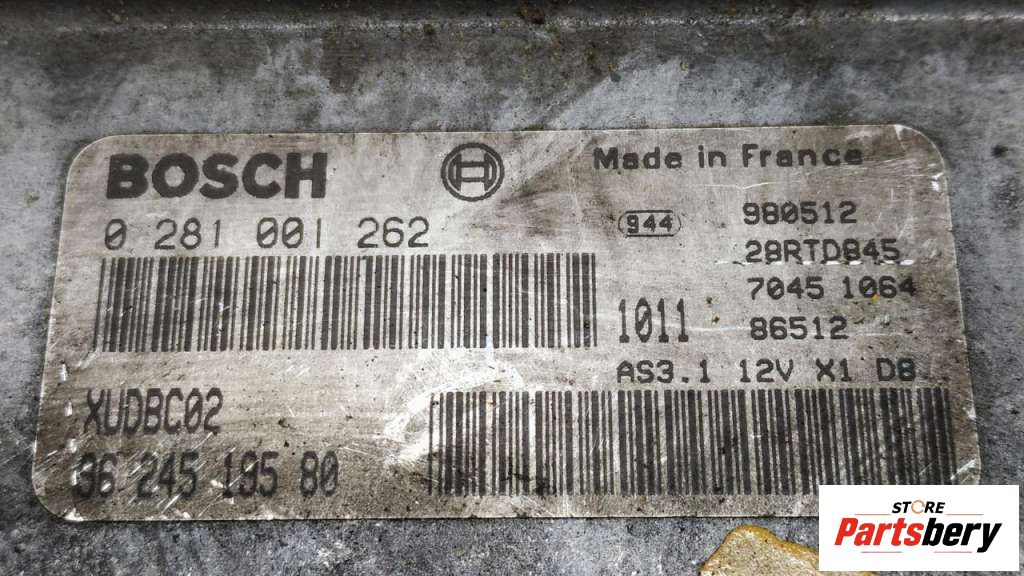 BOSCH
Made in France
0 281 001 262
944
980512
28RTD845
7045 1064
1011
86512
AS3.1 12V X1 D8
XUDBC02
96 245 195 80
STORE
Partsbery